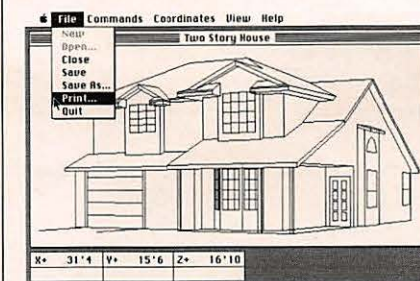 File Commands Coordinates View Help
Two Story House
New
Open...
Close
Save
Save As...
Print...
Quit
X+ 31'4 Y+ 15'6 Z+ 16'10